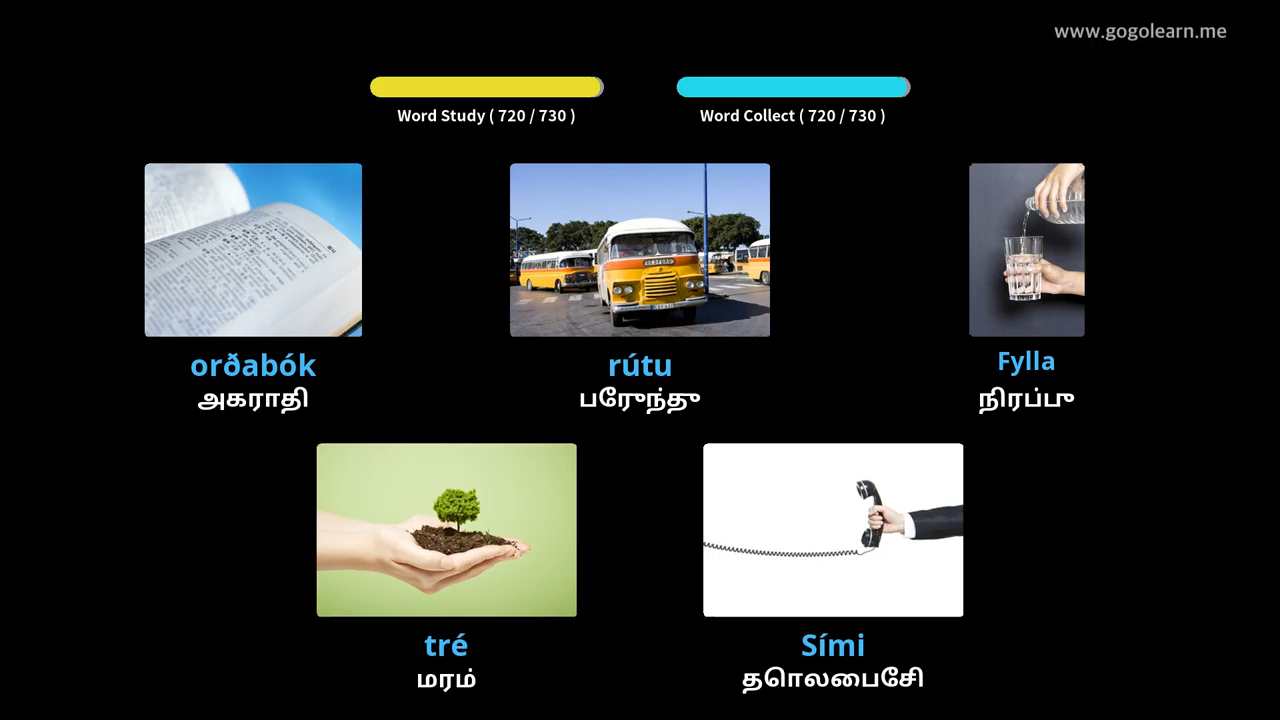 www.gogolearn.me
Word Study ( 720 / 730 )
Word Collect ( 720 / 730 )
BEDFORD
orðabók
அகராதி
rútu
பேருந்து
Fylla
நிரப்பு
tré
மரம்
Sími
தொலைபேசி